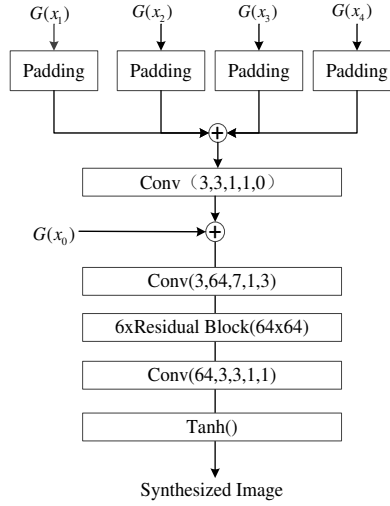 G(x₁) G(x₂) G(x₃) G(x₄)
Padding Padding Padding Padding
+
Conv（3,3,1,1,0）
G(x₀) +
Conv(3,64,7,1,3)
6xResidual Block(64x64)
Conv(64,3,3,1,1)
Tanh()
Synthesized Image